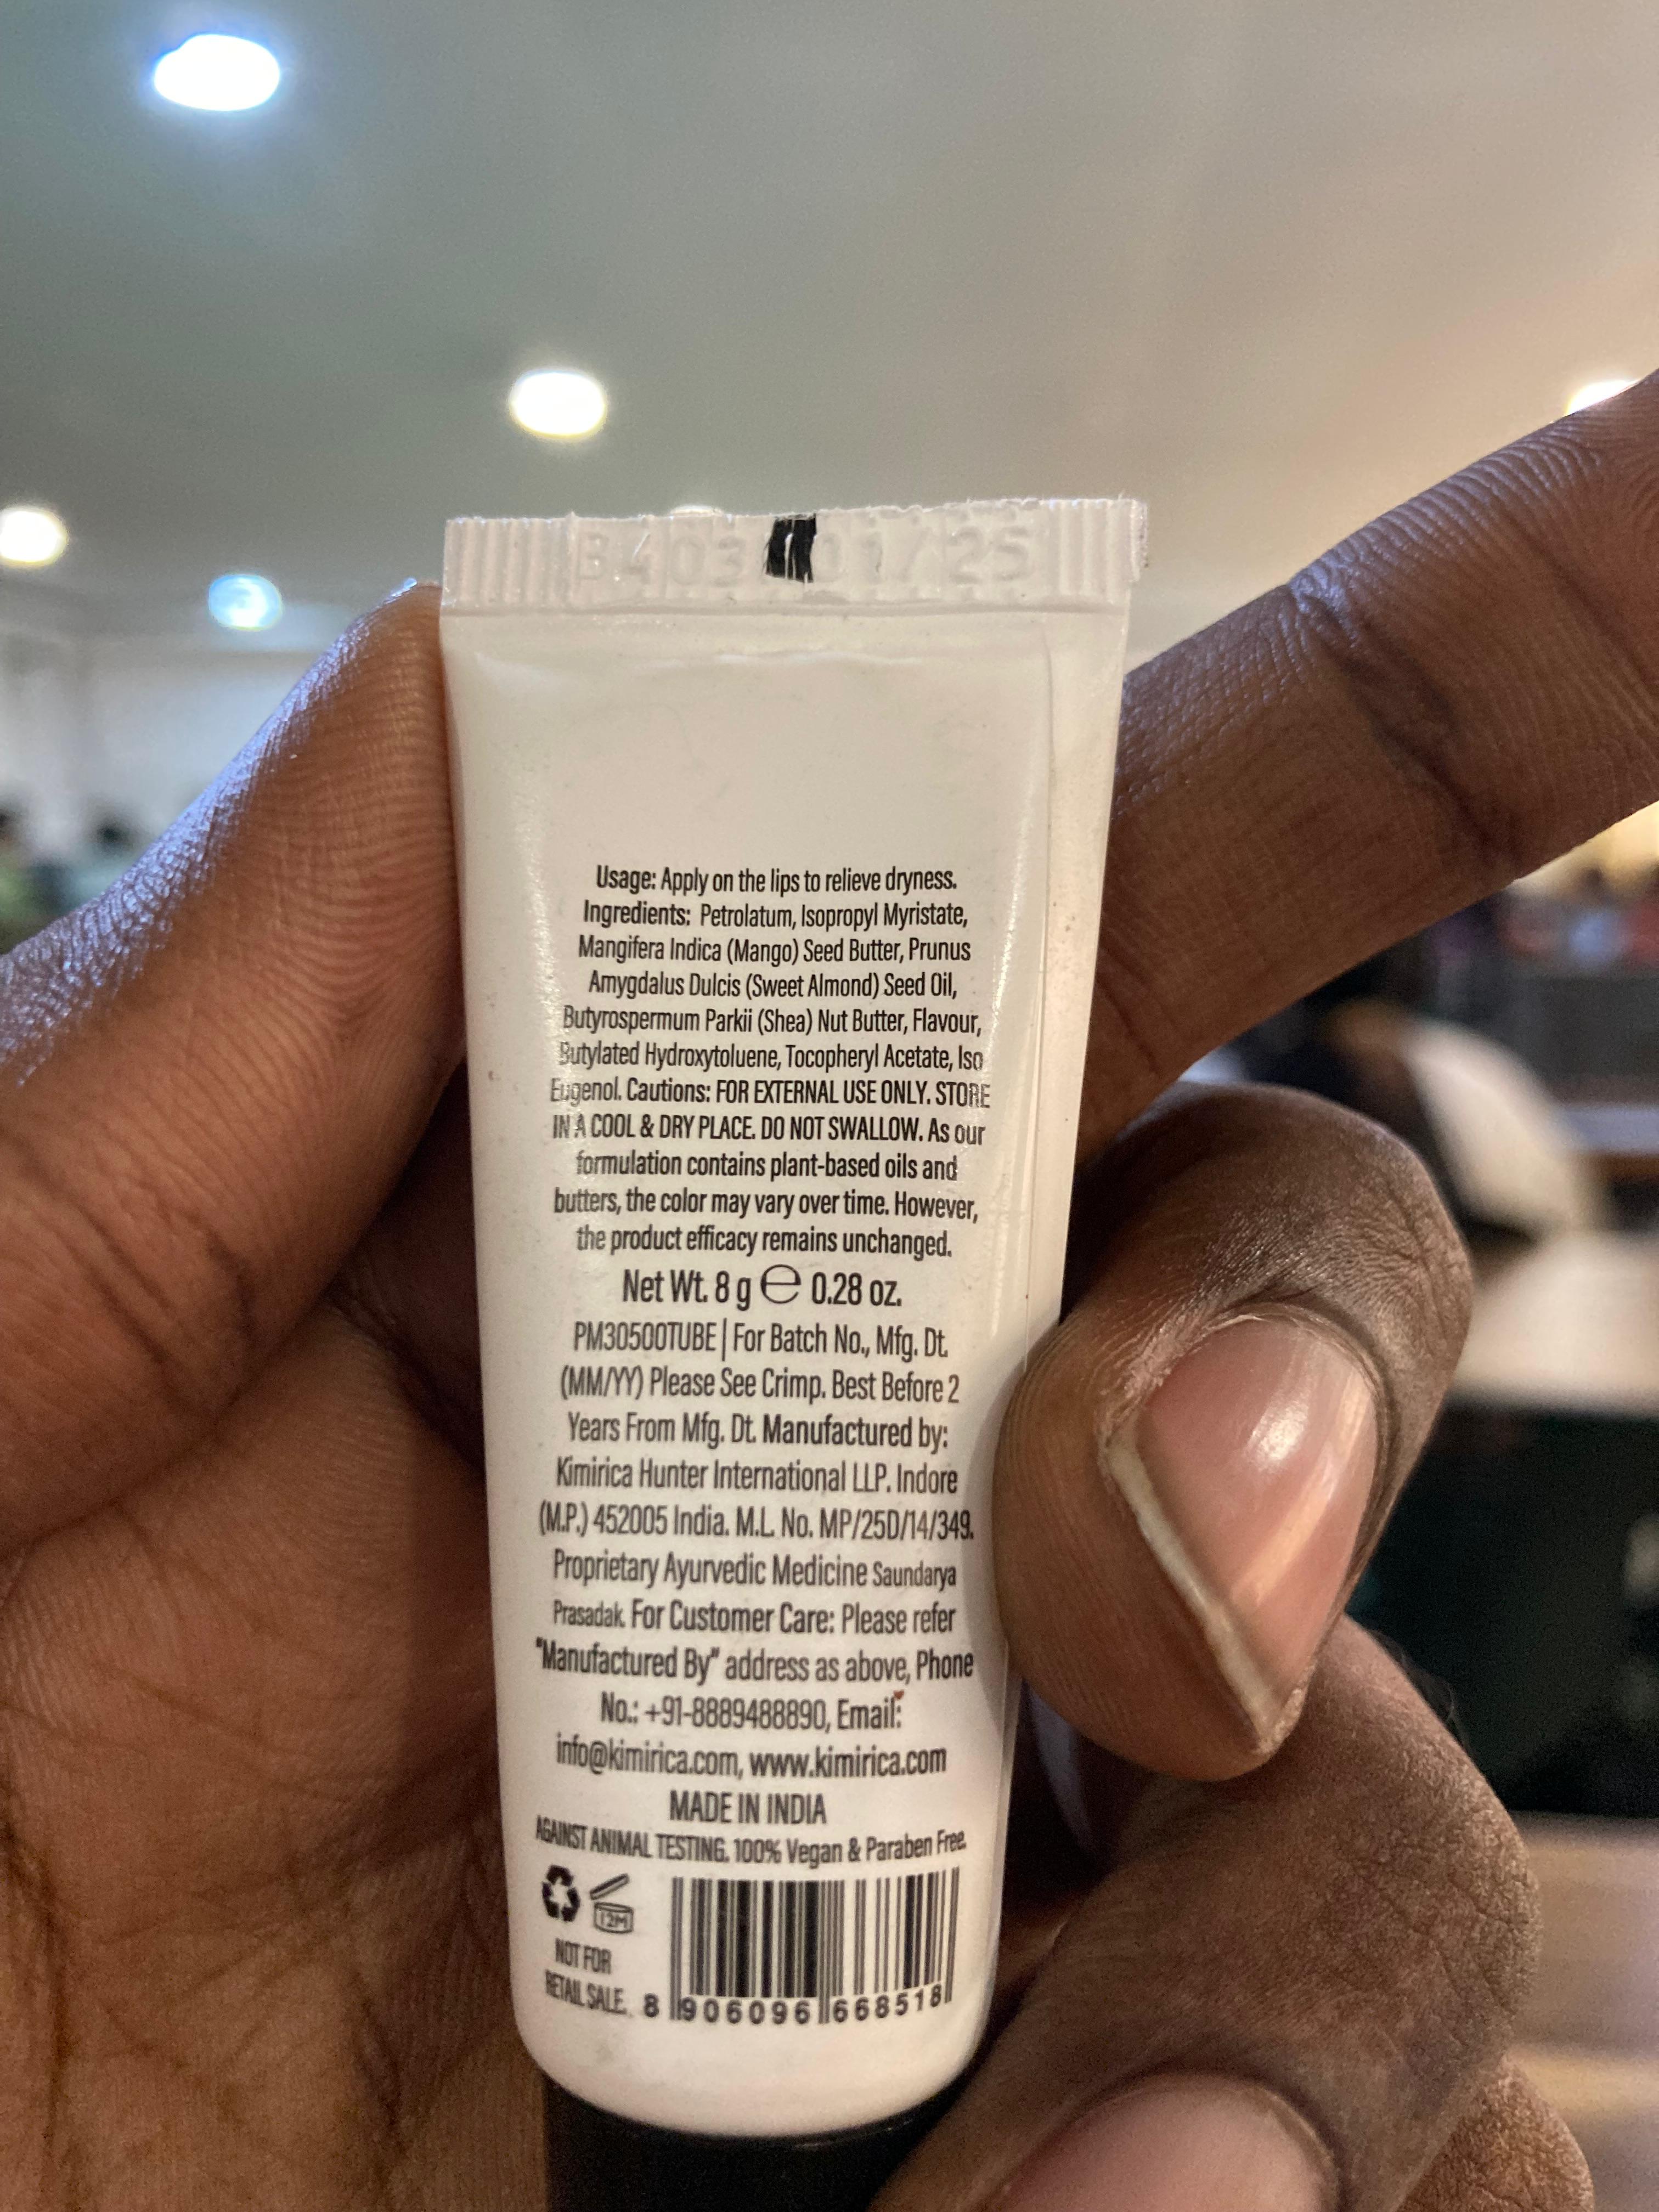 B403 01/25
Usage: Apply on the lips to relieve dryness.
Ingredients: Petrolatum, Isopropyl Myristate,
Mangifera Indica (Mango) Seed Butter, Prunus
Amygdalus Dulcis (Sweet Almond) Seed Oil,
Butyrospermum Parkii (Shea) Nut Butter, Flavour,
Butylated Hydroxytoluene, Tocopheryl Acetate, Iso
Eugenol. Cautions: FOR EXTERNAL USE ONLY. STORE
IN A COOL & DRY PLACE. DO NOT SWALLOW. As our
formulation contains plant-based oils and
butters, the color may vary over time. However,
the product efficacy remains unchanged.
Net Wt. 8 g ℮ 0.28 oz.
PM30500TUBE | For Batch No., Mfg. Dt.
(MM/YY) Please See Crimp. Best Before 2
Years From Mfg. Dt. Manufactured by:
Kimirica Hunter International LLP. Indore
(M.P.) 452005 India. M.L. No. MP/25D/14/349.
Proprietary Ayurvedic Medicine Saundarya
Prasadak. For Customer Care: Please refer
"Manufactured By" address as above, Phone
No.: +91-8889488890, Email:
info@kimirica.com, www.kimirica.com
MADE IN INDIA
AGAINST ANIMAL TESTING. 100% Vegan & Paraben Free.
12M
NOT FOR
RETAIL SALE.
8 906096 668518